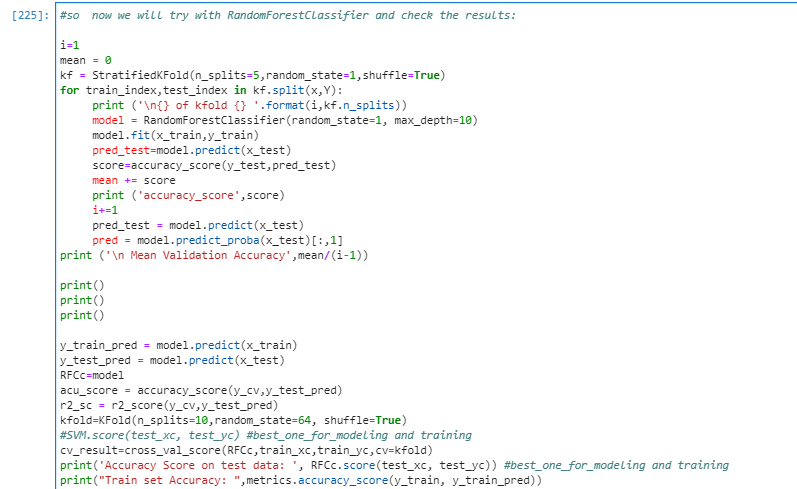 [225]: #so  now we will try with RandomForestClassifier and check the results:
i=1
mean = 0
kf = StratifiedKFold(n_splits=5,random_state=1,shuffle=True)
for train_index,test_index in kf.split(x,Y):
     print ('\n{} of kfold {} '.format(i,kf.n_splits))
     model = RandomForestClassifier(random_state=1, max_depth=10)
     model.fit(x_train,y_train)
     pred_test=model.predict(x_test)
     score=accuracy_score(y_test,pred_test)
     mean += score
     print ('accuracy_score',score)
     i+=1
     pred_test = model.predict(x_test)
     pred = model.predict_proba(x_test)[:,1]
print ('\n Mean Validation Accuracy',mean/(i-1))
print()
print()
print()
y_train_pred = model.predict(x_train)
y_test_pred = model.predict(x_test)
RFCc=model
acu_score = accuracy_score(y_cv,y_test_pred)
r2_sc = r2_score(y_cv,y_test_pred)
kfold=KFold(n_splits=10,random_state=64, shuffle=True)
#SVM.score(test_xc, test_yc) #best_one_for_modeling and training
cv_result=cross_val_score(RFCc,train_xc,train_yc,cv=kfold)
print('Accuracy Score on test data: ', RFCc.score(test_xc, test_yc)) #best_one_for_modeling and training
print("Train set Accuracy: ",metrics.accuracy_score(y_train, y_train_pred))